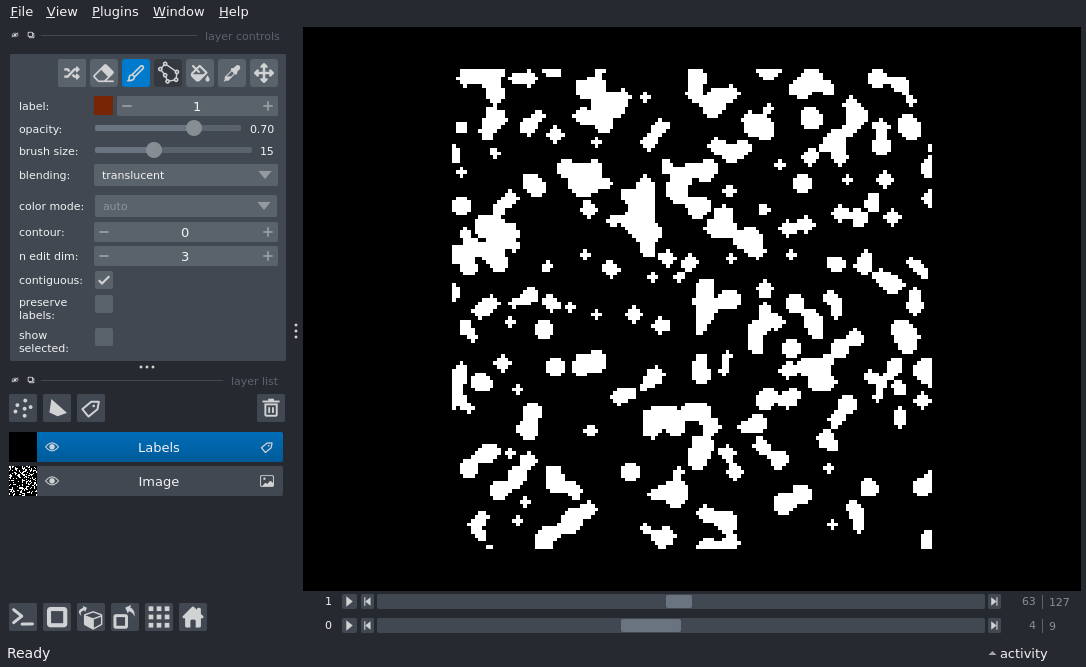 File View Plugins Window Help
layer controls
label: 1
opacity: 0.70
brush size: 15
blending: translucent
color mode: auto
contour: 0
n edit dim: 3
contiguous:
preserve
labels:
show
selected:
layer list
Labels
Image
1 63 127
0 4 9
Ready activity